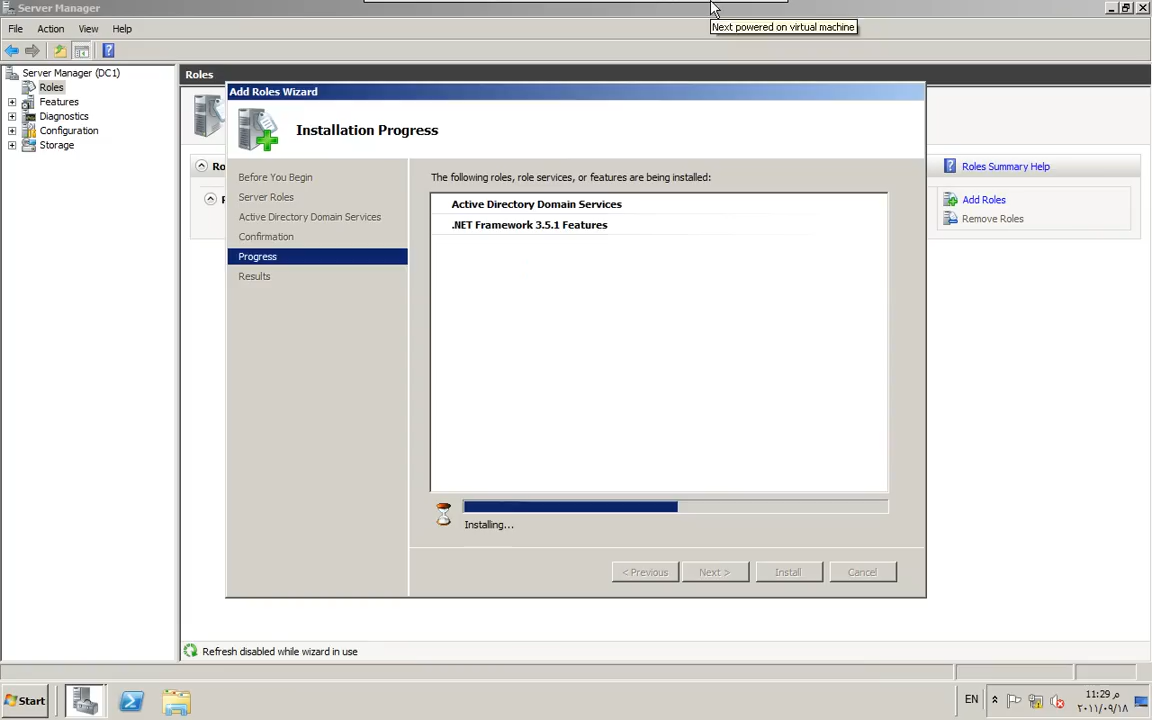 Server Manager
Next powered on virtual machine
File Action View Help
Server Manager (DC1)
Roles
Features
Diagnostics
Configuration
Storage
Roles
Ro
Roles Summary Help
Add Roles
Remove Roles
Add Roles Wizard
Installation Progress
Before You Begin
Server Roles
Active Directory Domain Services
Confirmation
Progress
Results
The following roles, role services, or features are being installed:
Active Directory Domain Services
.NET Framework 3.5.1 Features
Installing...
< Previous
Next >
Install
Cancel
Refresh disabled while wizard in use
Start
EN
11:29 م
٢٠١١/٠٩/١٨